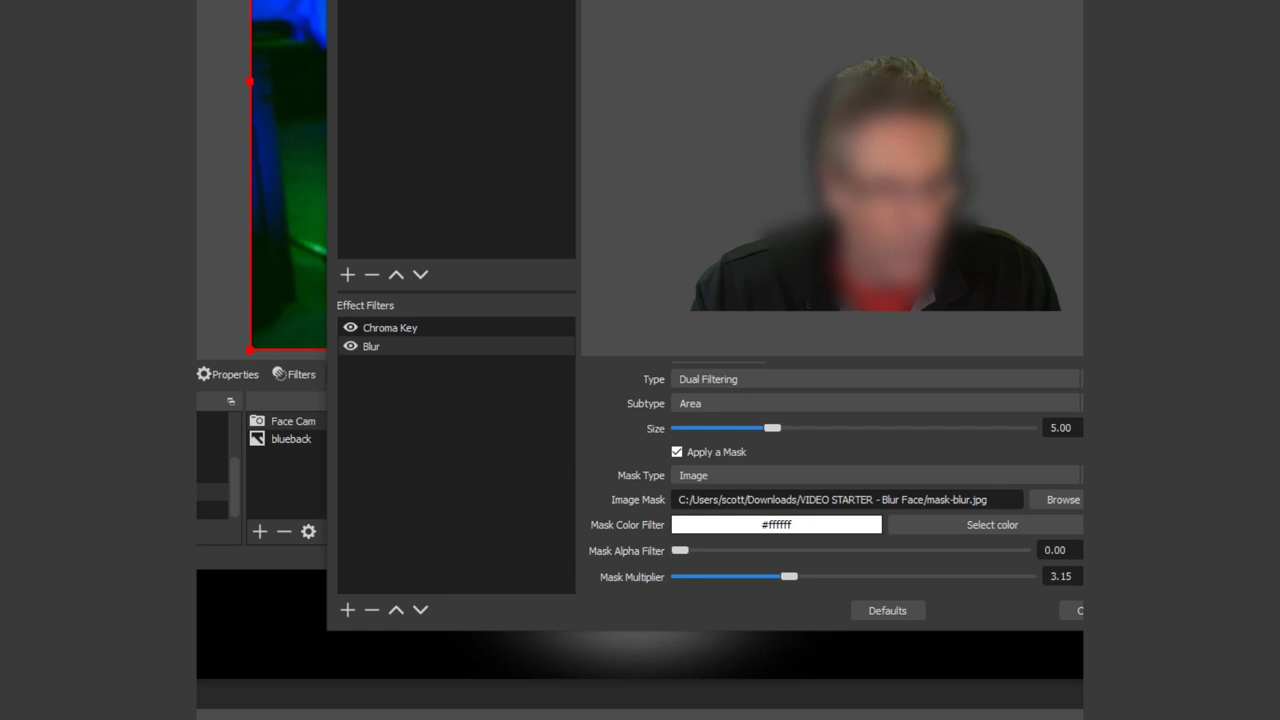 Effect Filters
Chroma Key
Blur
Properties
Filters
Face Cam
blueback
Type
Dual Filtering
Subtype
Area
Size
5.00
Apply a Mask
Mask Type
Image
Image Mask
C:/Users/scott/Downloads/VIDEO STARTER - Blur Face/mask-blur.jpg
Browse
Mask Color Filter
#ffffff
Select color
Mask Alpha Filter
0.00
Mask Multiplier
3.15
Defaults